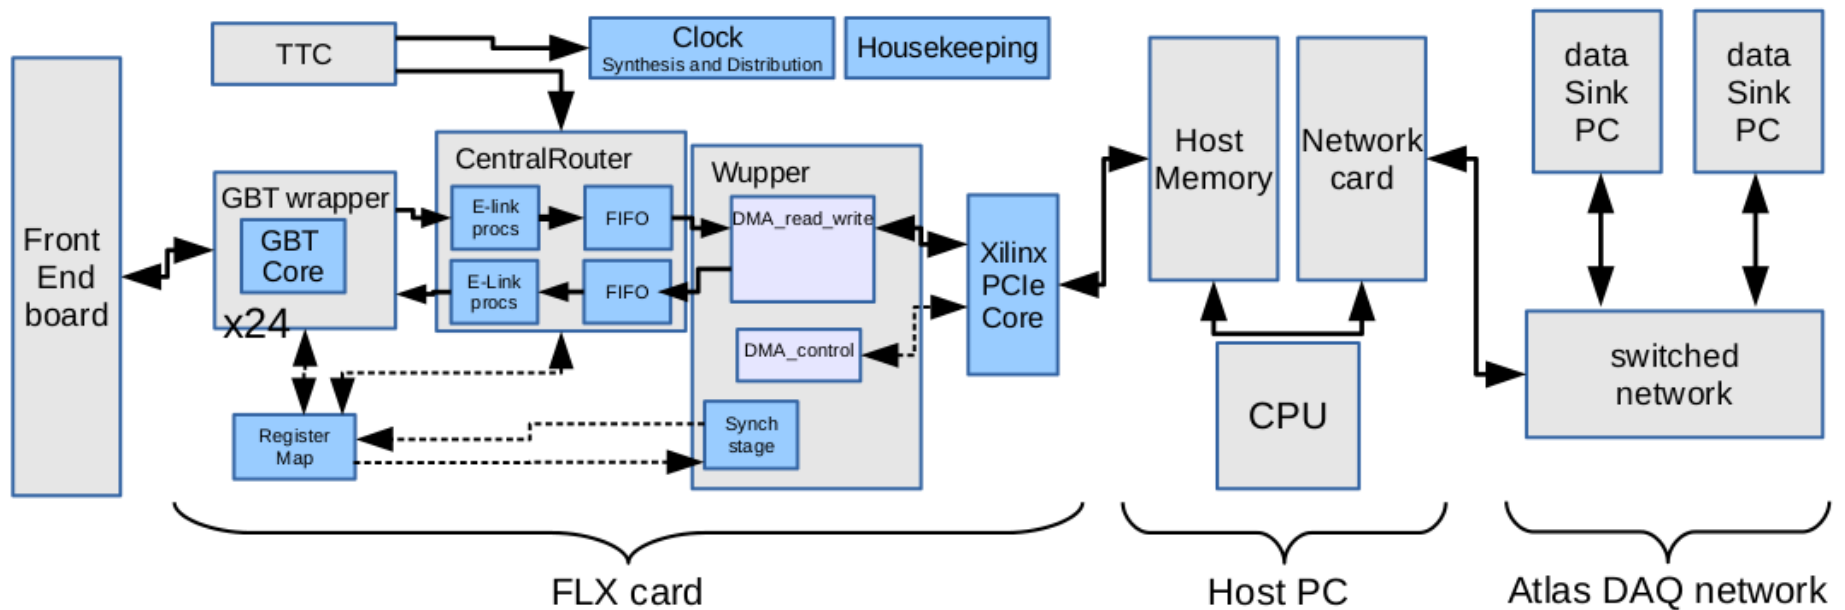 TTC
Clock
Synthesis and Distribution
Housekeeping
data
Sink
PC
data
Sink
PC
Front
End
board
GBT wrapper
GBT
Core
x24
CentralRouter
E-link
procs
FIFO
E-Link
procs
FIFO
Wupper
DMA_read_write
DMA_control
Synch
stage
Register
Map
Xilinx
PCIe
Core
Host
Memory
Network
card
CPU
switched
network
FLX card
Host PC
Atlas DAQ network